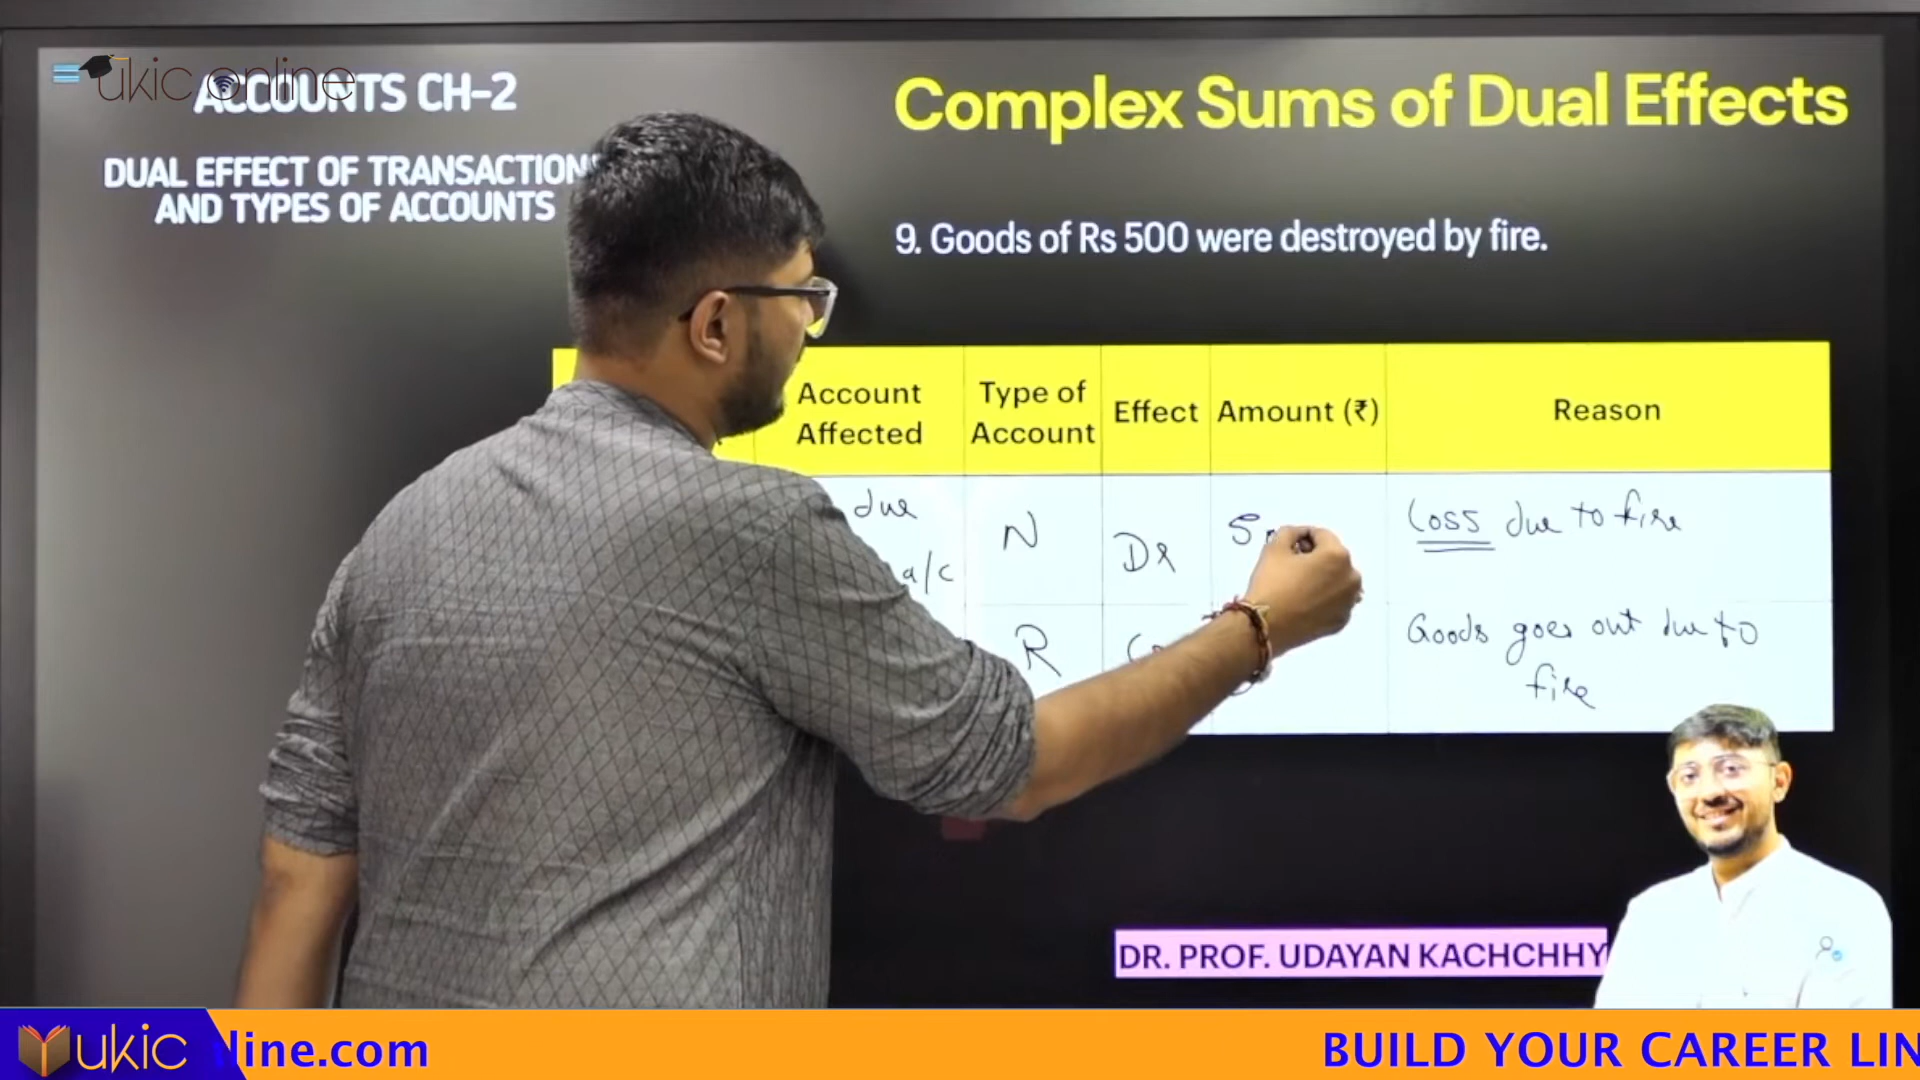 ukic online
ACCOUNTS CH-2
DUAL EFFECT OF TRANSACTION
AND TYPES OF ACCOUNTS
Complex Sums of Dual Effects
9. Goods of Rs 500 were destroyed by fire.
Account Affected
Type of Account
Effect
Amount (₹)
Reason
due
a/c
N
Dr
Loss due to fire
R
Goods goes out due to
fire
DR. PROF. UDAYAN KACHCHHY
ukic
line.com
BUILD YOUR CAREER LIN